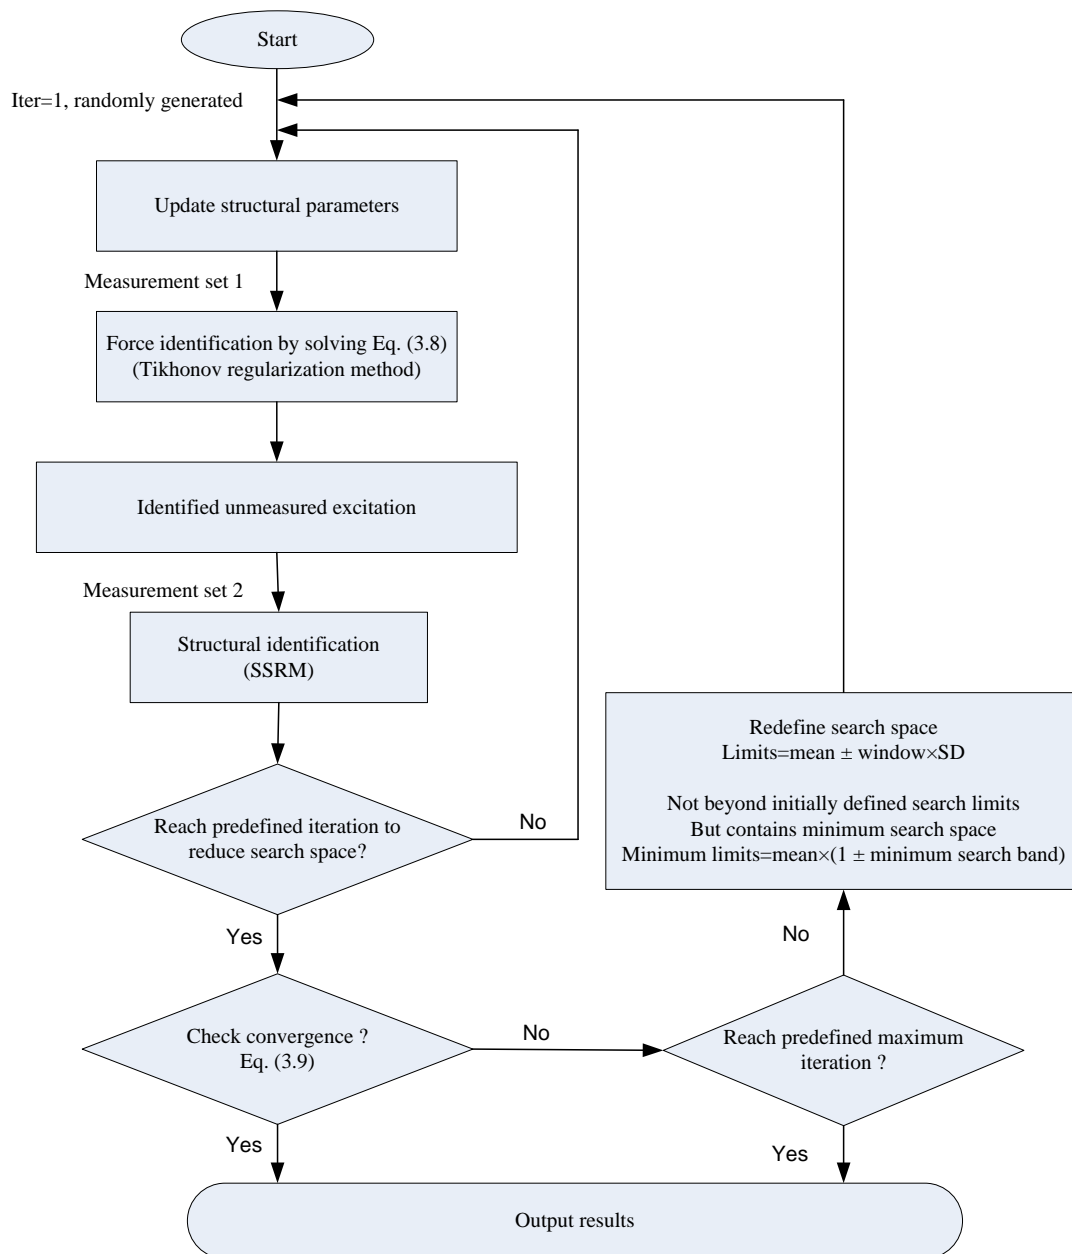 Start
Iter=1, randomly generated
Update structural parameters
Measurement set 1
Force identification by solving Eq. (3.8)
(Tikhonov regularization method)
Identified unmeasured excitation
Measurement set 2
Structural identification
(SSRM)
Reach predefined iteration to
reduce search space?
No
Yes
Redefine search space
Limits=mean ± window×SD
Not beyond initially defined search limits
But contains minimum search space
Minimum limits=mean×(1 ± minimum search band)
No
Check convergence ?
Eq. (3.9)
No
Reach predefined maximum
iteration ?
Yes
Yes
Output results